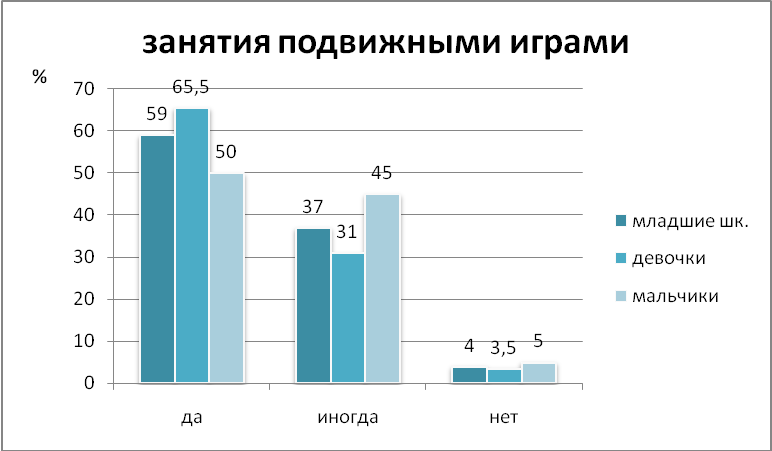 занятия подвижными играми
%
70
60
50
40
30
20
10
0
59
65,5
50
37
31
45
4
3,5
5
да
иногда
нет
младшие шк.
девочки
мальчики